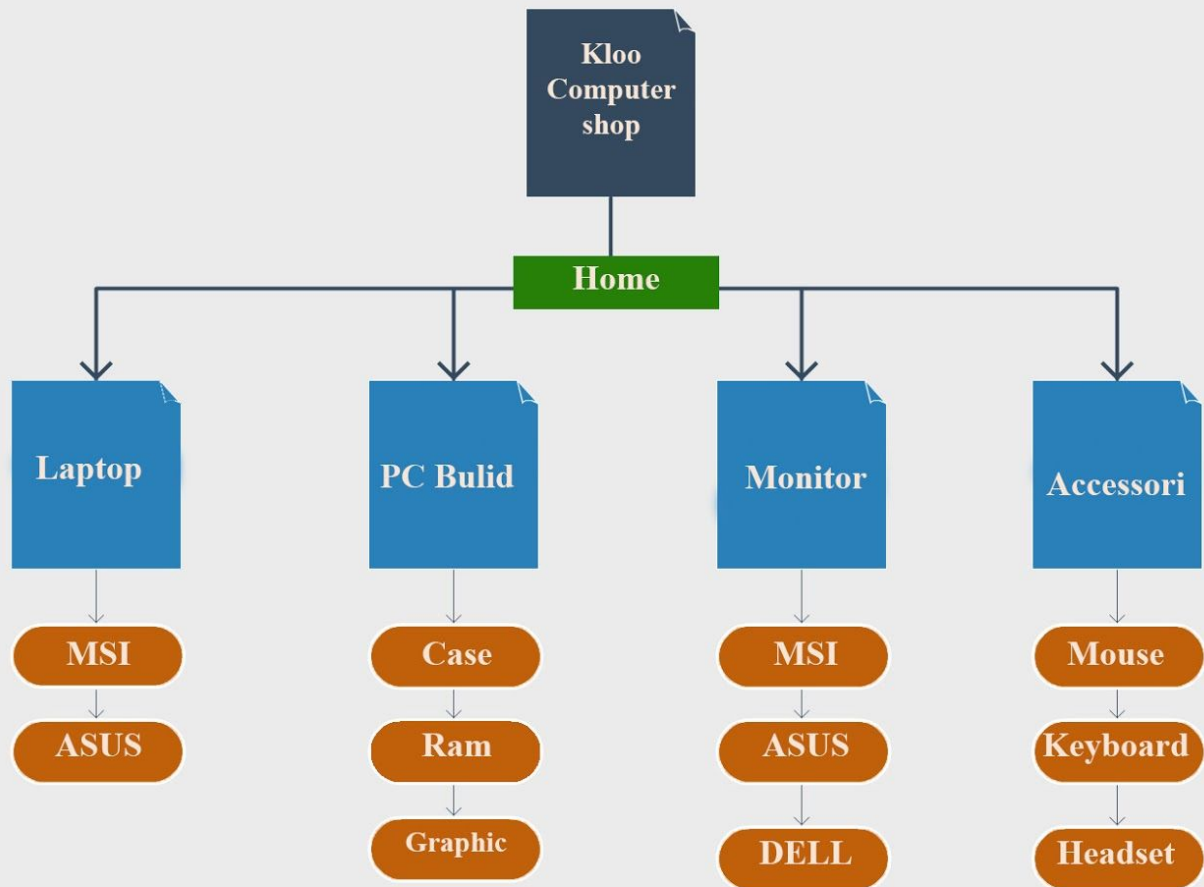 Kloo
Computer
shop
Home
Laptop
PC Bulid
Monitor
Accessori
MSI
Case
MSI
Mouse
ASUS
Ram
ASUS
Keyboard
Graphic
DELL
Headset